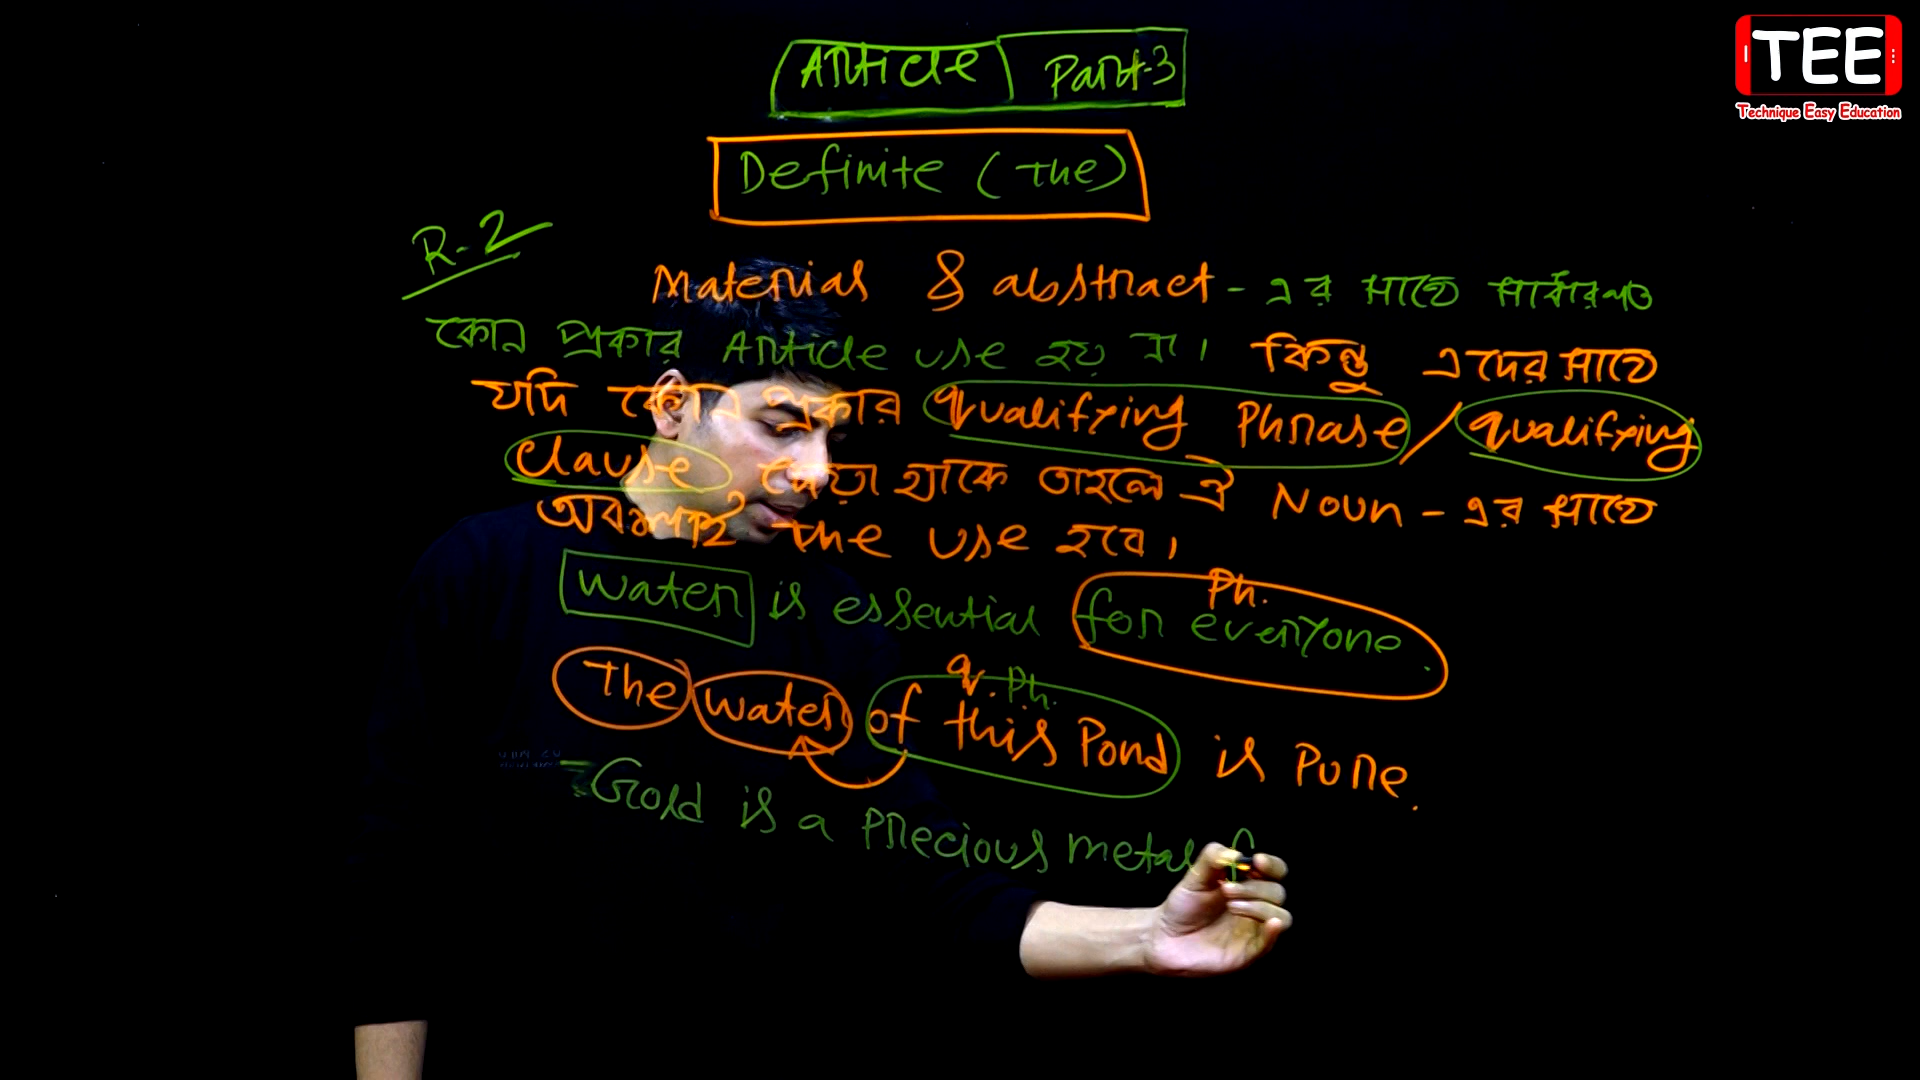 TEE
Technique Easy Education
Article Part-3
Definite (The)
R-2
Material & abstract - এর সাথে সাধারণত
কোন প্রকার Article use হয় না।
কিন্তু এদের সাথে
যদি কোন প্রকার qualifying Phrase / qualifying
clause দেয়া থাকে তাহলে ঐ Noun - এর সাথে
অবশ্যই the use হবে।
Ph.
water is essential for everyone.
q. Ph.
The water of this Pond is Pure.
Gold is a Precious metal